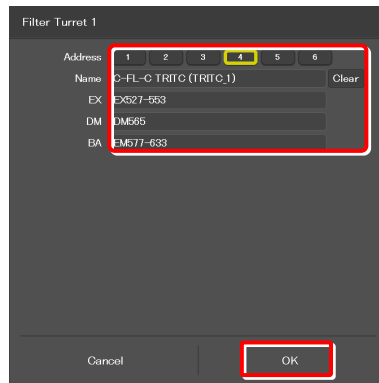 Filter Turret 1
Address 1 2 3 4 5 6
Name C-FL-C TRITC (TRITC_1) Clear
EX EX527-553
DM DM565
BA EM577-633
Cancel OK